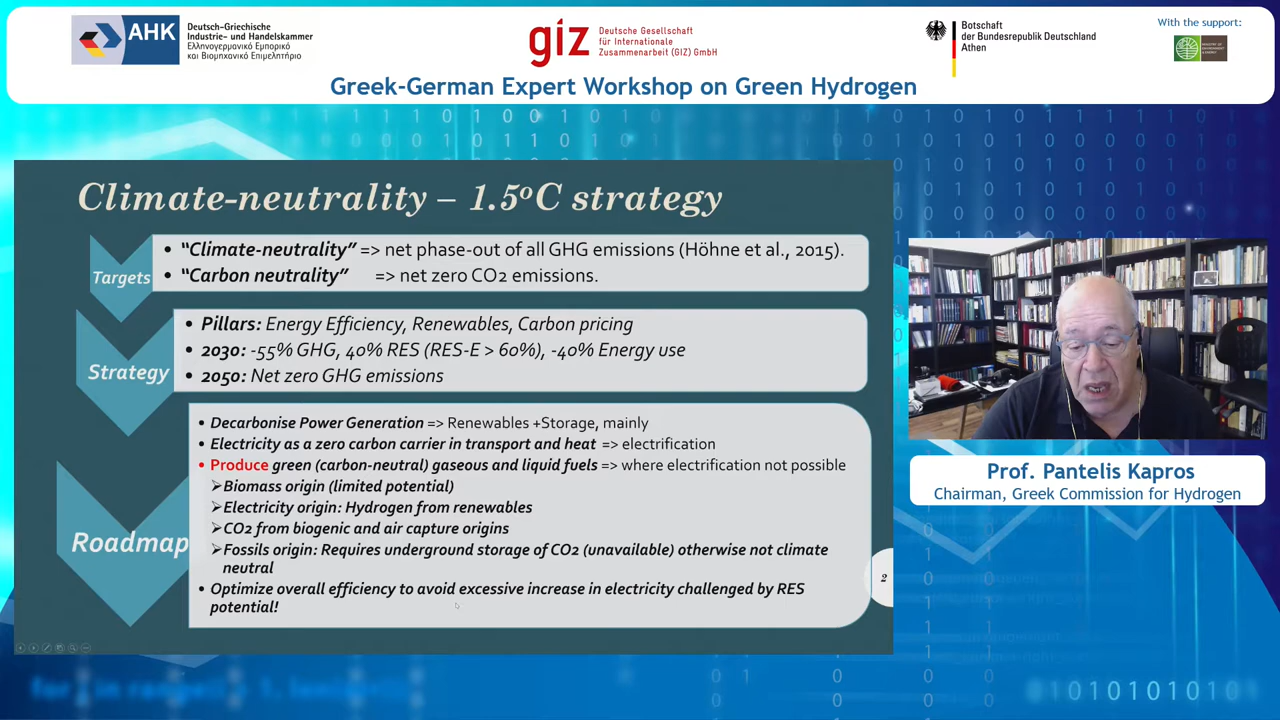 AHK
Deutsch-Griechische
Industrie- und Handelskammer
Ελληνογερμανικό Εμπορικό
και Βιομηχανικό Επιμελητήριο
giz
Deutsche Gesellschaft
für Internationale
Zusammenarbeit (GIZ) GmbH
Botschaft
der Bundesrepublik Deutschland
Athen
With the support:
Greek-German Expert Workshop on Green Hydrogen
Climate-neutrality – 1.5°C strategy
Targets
• “Climate-neutrality” => net phase-out of all GHG emissions (Höhne et al., 2015).
• “Carbon neutrality” => net zero CO2 emissions.
Strategy
• Pillars: Energy Efficiency, Renewables, Carbon pricing
• 2030: -55% GHG, 40% RES (RES-E > 60%), -40% Energy use
• 2050: Net zero GHG emissions
Roadmap
• Decarbonise Power Generation => Renewables +Storage, mainly
• Electricity as a zero carbon carrier in transport and heat => electrification
• Produce green (carbon-neutral) gaseous and liquid fuels => where electrification not possible
➢Biomass origin (limited potential)
➢Electricity origin: Hydrogen from renewables
➢CO2 from biogenic and air capture origins
➢Fossils origin: Requires underground storage of CO2 (unavailable) otherwise not climate
neutral
• Optimize overall efficiency to avoid excessive increase in electricity challenged by RES
potential!
2
Prof. Pantelis Kapros
Chairman, Greek Commission for Hydrogen